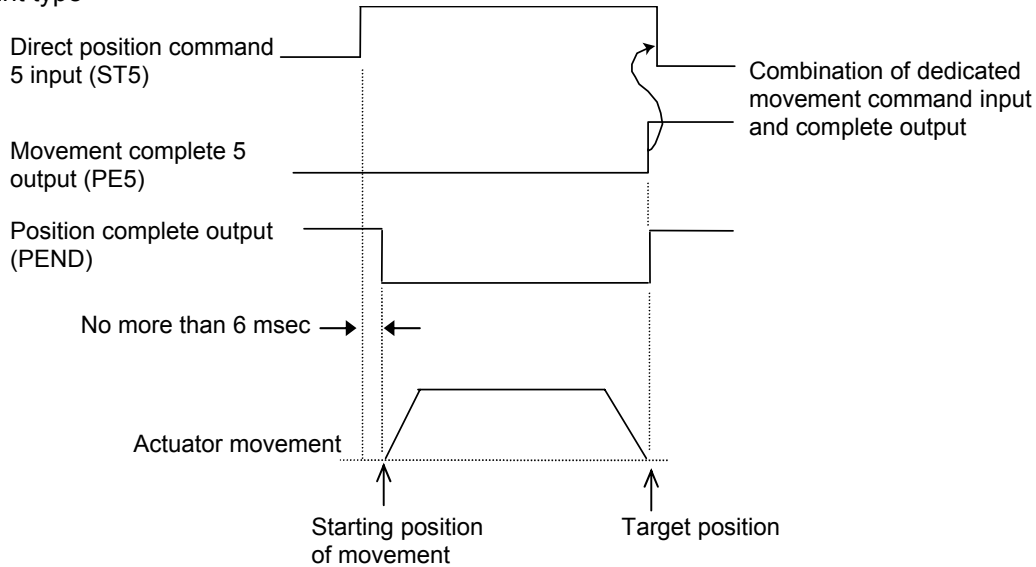 type
Direct position command
5 input (ST5)
Combination of dedicated
movement command input
and complete output
Movement complete 5
output (PE5)
Position complete output
(PEND)
No more than 6 msec
Actuator movement
Starting position
of movement
Target position